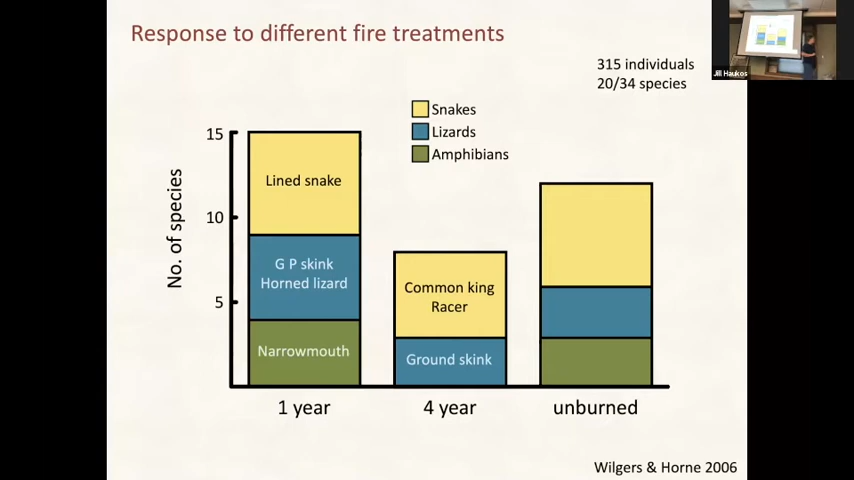 Response to different fire treatments
315 individuals
20/34 species
Jill Haukos
Snakes
Lizards
Amphibians
No. of species
15
10
5
Lined snake
G P skink
Horned lizard
Narrowmouth
Common king
Racer
Ground skink
1 year
4 year
unburned
Wilgers & Horne 2006